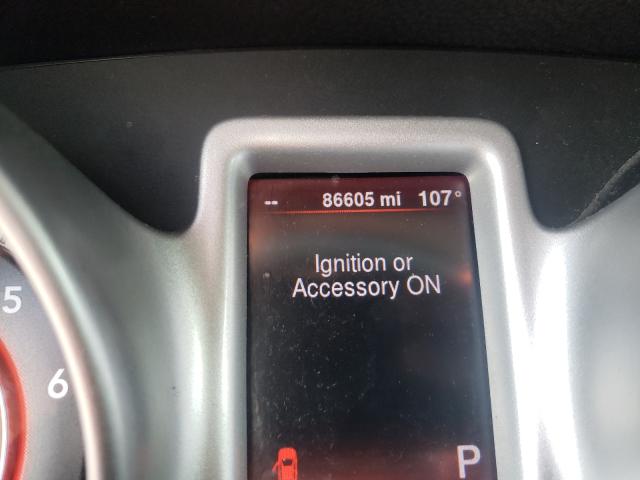 -- 86605 mi 107°
Ignition or
Accessory ON
5
6
P